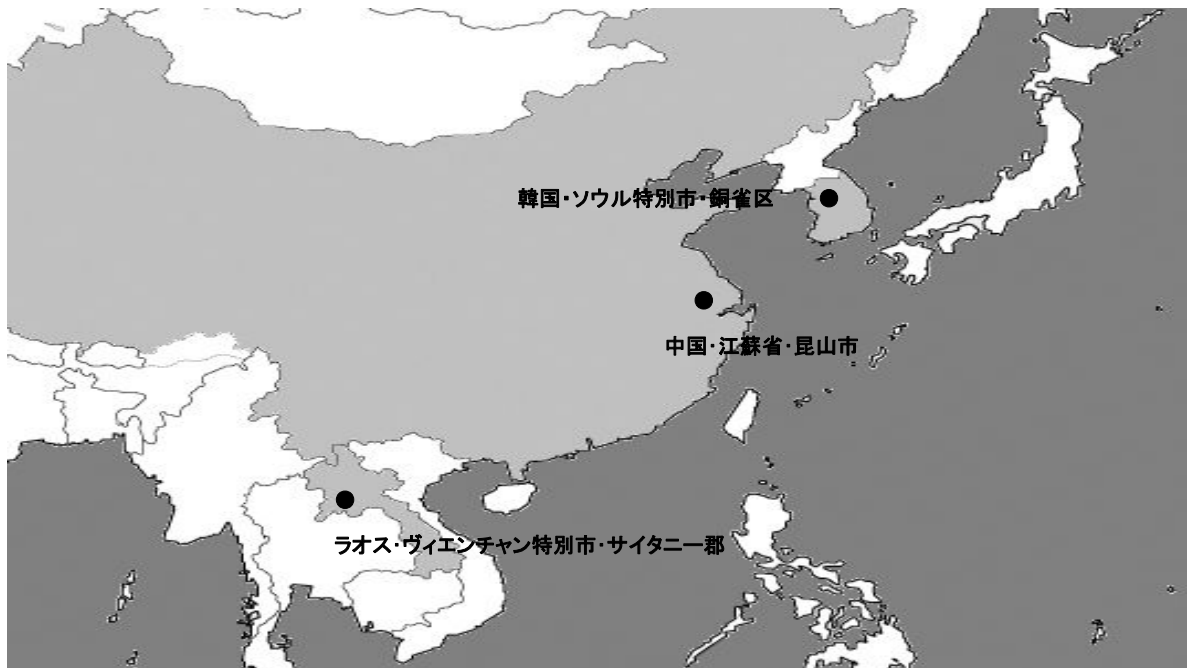 韓国・ソウル特別市・銅雀区
中国・江蘇省・昆山市
ラオス・ヴィエンチャン特別市・サイタニー郡